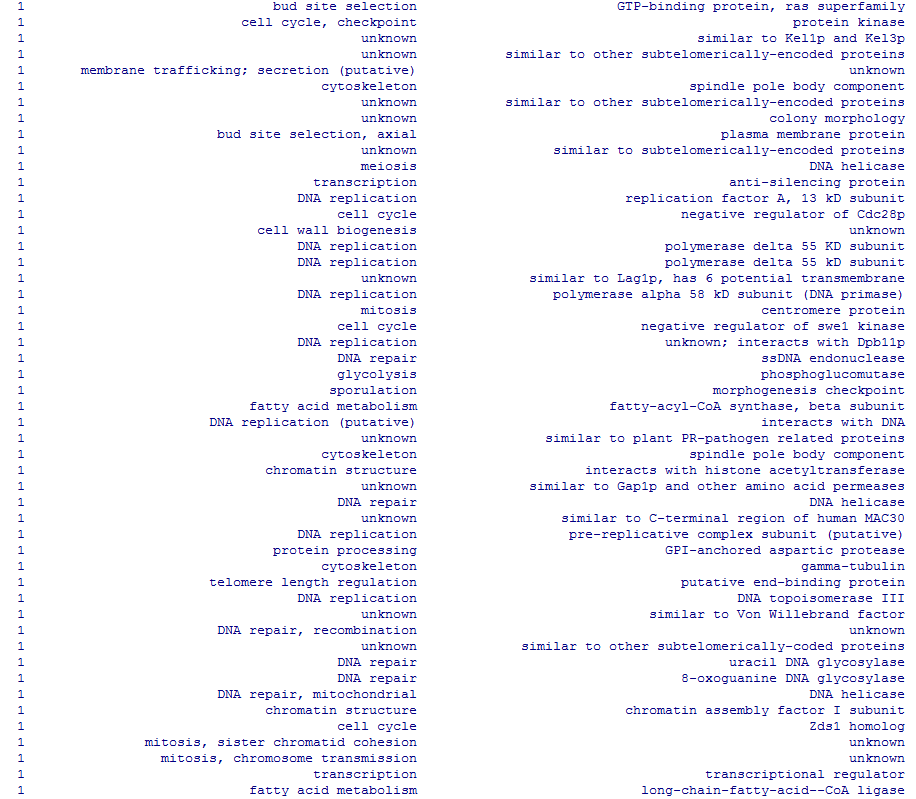 1 bud site selection GTP-binding protein, ras superfamily
1 cell cycle, checkpoint protein kinase
1 unknown similar to Kel1p and Kel3p
1 unknown similar to other subtelomerically-encoded proteins
1 membrane trafficking; secretion (putative) unknown
1 cytoskeleton spindle pole body component
1 unknown similar to other subtelomerically-encoded proteins
1 unknown colony morphology
1 bud site selection, axial plasma membrane protein
1 unknown similar to subtelomerically-encoded proteins
1 meiosis DNA helicase
1 transcription anti-silencing protein
1 DNA replication replication factor A, 13 kD subunit
1 cell cycle negative regulator of Cdc28p
1 cell wall biogenesis unknown
1 DNA replication polymerase delta 55 KD subunit
1 DNA replication polymerase delta 55 kD subunit
1 unknown similar to Lag1p, has 6 potential transmembrane
1 DNA replication polymerase alpha 58 kD subunit (DNA primase)
1 mitosis centromere protein
1 cell cycle negative regulator of swe1 kinase
1 DNA replication unknown; interacts with Dpb11p
1 DNA repair ssDNA endonuclease
1 glycolysis phosphoglucomutase
1 sporulation morphogenesis checkpoint
1 fatty acid metabolism fatty-acyl-CoA synthase, beta subunit
1 DNA replication (putative) interacts with DNA
1 unknown similar to plant PR-pathogen related proteins
1 cytoskeleton spindle pole body component
1 chromatin structure interacts with histone acetyltransferase
1 unknown similar to Gap1p and other amino acid permeases
1 DNA repair DNA helicase
1 unknown similar to C-terminal region of human MAC30
1 DNA replication pre-replicative complex subunit (putative)
1 protein processing GPI-anchored aspartic protease
1 cytoskeleton gamma-tubulin
1 telomere length regulation putative end-binding protein
1 DNA replication DNA topoisomerase III
1 unknown similar to Von Willebrand factor
1 DNA repair, recombination unknown
1 unknown similar to other subtelomerically-coded proteins
1 DNA repair uracil DNA glycosylase
1 DNA repair 8-oxoguanine DNA glycosylase
1 DNA repair, mitochondrial DNA helicase
1 chromatin structure chromatin assembly factor I subunit
1 cell cycle Zds1 homolog
1 mitosis, sister chromatid cohesion unknown
1 mitosis, chromosome transmission unknown
1 transcription transcriptional regulator
1 fatty acid metabolism long-chain-fatty-acid--CoA ligase